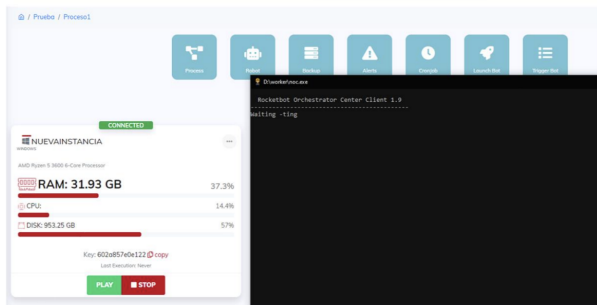 / Prueba / Proceso1
Process
Robot
Backup
Alerts
Cronjob
Launch Bot
Trigger Bot
D:\worker\noc.exe
Rocketbot Orchestrator Center Client 1.9
----------------------------------------
Waiting -ting
CONNECTED
NUEVAINSTANCIA
WINDOWS
AMD Ryzen 5 3600 6-Core Processor
RAM: 31.93 GB
37.3%
CPU:
14.4%
DISK: 953.25 GB
57%
Key: 602a857e0e122 copy
Last Execution: Never
PLAY
STOP